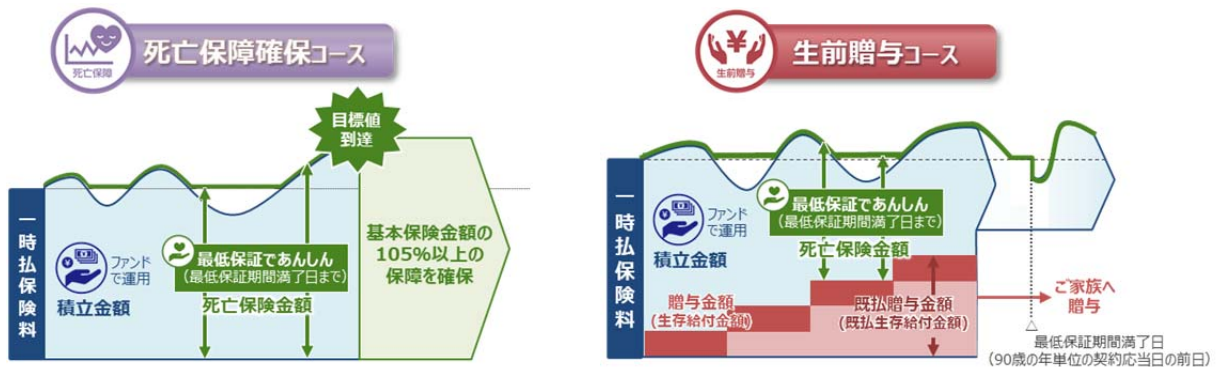 死亡保障
死亡保障確保コース
目標値
到達
一時払保険料
ファンド
で運用
積立金額
最低保証であんしん
(最低保証期間満了日まで)
死亡保険金額
基本保険金額の
105%以上の
保障を確保
生前贈与
生前贈与コース
一時払保険料
ファンド
で運用
積立金額
最低保証であんしん
(最低保証期間満了日まで)
死亡保険金額
贈与金額
(生存給付金額)
既払贈与金額
(既払生存給付金額)
ご家族へ
贈与
最低保証期間満了日
(90歳の年単位の契約応当日の前日)